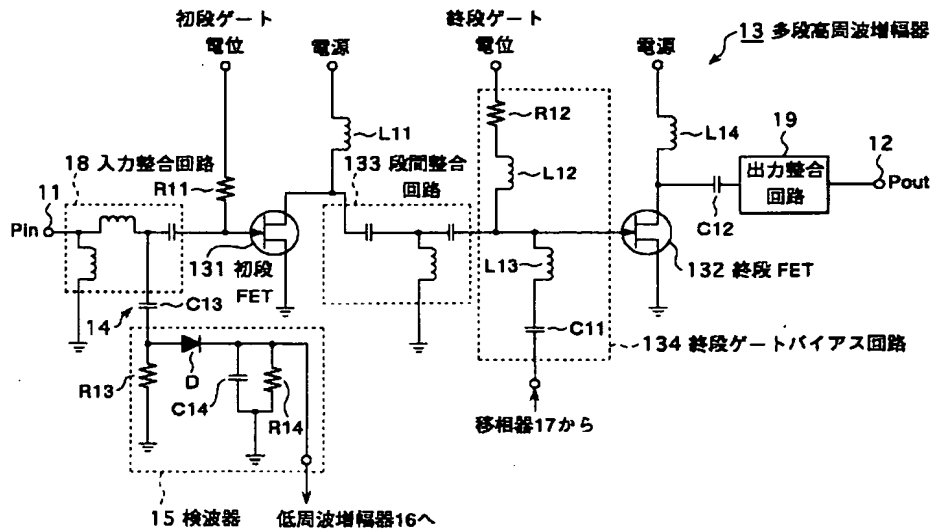 初段ゲート
電位
電源
終段ゲート
電位
電源
13 多段高周波増幅器
L11
R12
L14
19
12
18 入力整合回路
133 段間整合
回路
L12
出力整合
回路
Pout
11
R11
C12
Pin
131 初段
FET
L13
132 終段 FET
14
C13
C11
134 終段ゲートバイアス回路
R13
D
C14
R14
移相器17から
15 検波器
低周波増幅器16へ